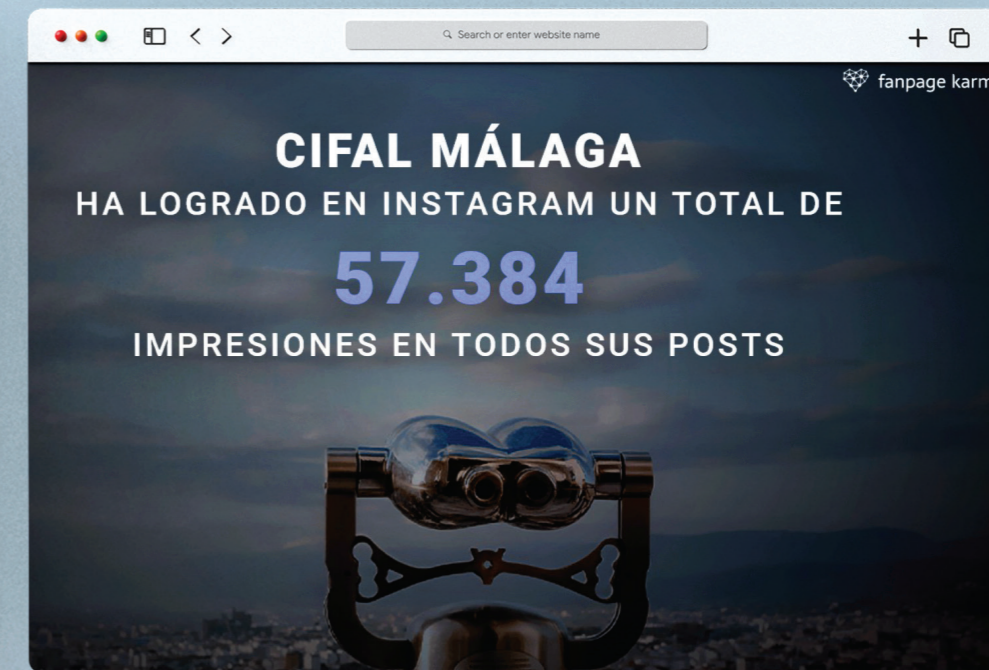 Search or enter website name
fanpage karm
CIFAL MÁLAGA
HA LOGRADO EN INSTAGRAM UN TOTAL DE
57.384
IMPRESIONES EN TODOS SUS POSTS